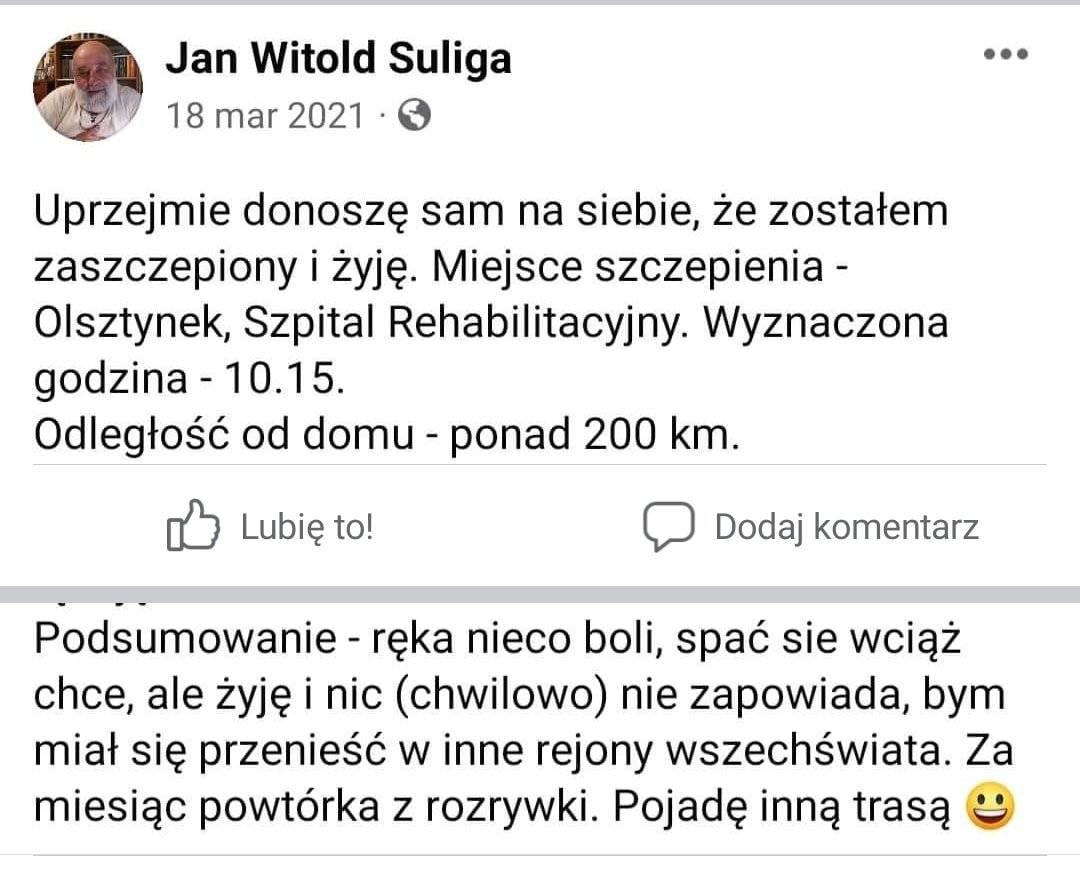 Jan Witold Suliga
18 mar 2021 ·
Uprzejmie donoszę sam na siebie, że zostałem
zaszczepiony i żyję. Miejsce szczepienia -
Olsztynek, Szpital Rehabilitacyjny. Wyznaczona
godzina - 10.15.
Odległość od domu - ponad 200 km.
Lubię to! Dodaj komentarz
Podsumowanie - ręka nieco boli, spać sie wciąż
chce, ale żyję i nic (chwilowo) nie zapowiada, bym
miał się przenieść w inne rejony wszechświata. Za
miesiąc powtórka z rozrywki. Pojadę inną trasą 😀